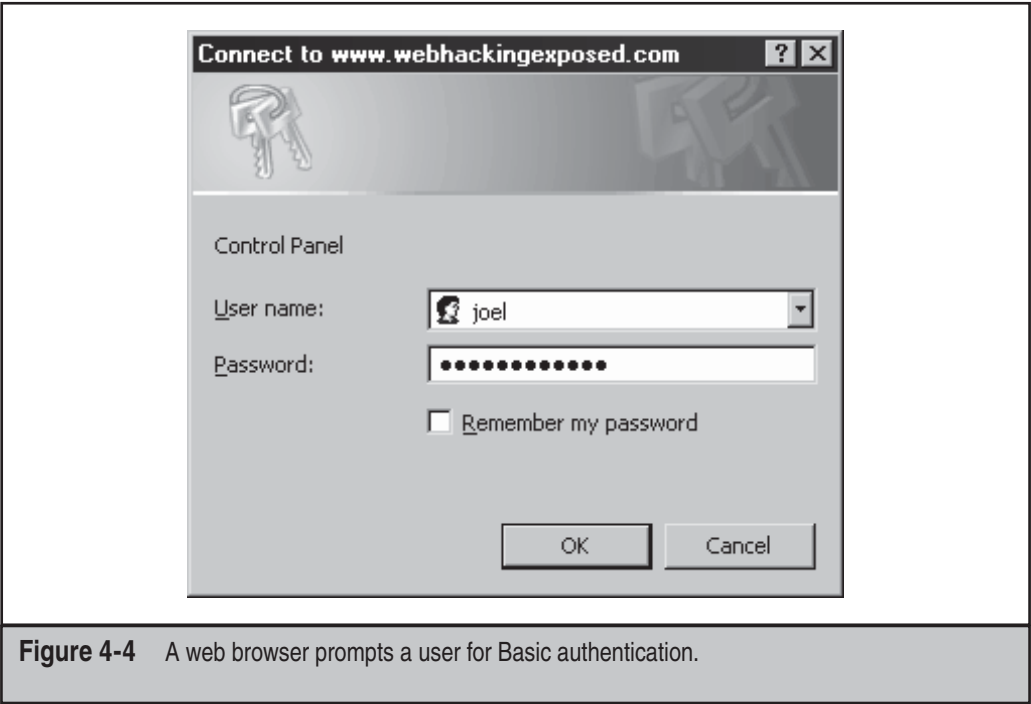 Connect to www.webhackingexposed.com
Control Panel
User name:
joel
Password:
••••••••••••
Remember my password
OK
Cancel
Figure 4-4 A web browser prompts a user for Basic authentication.